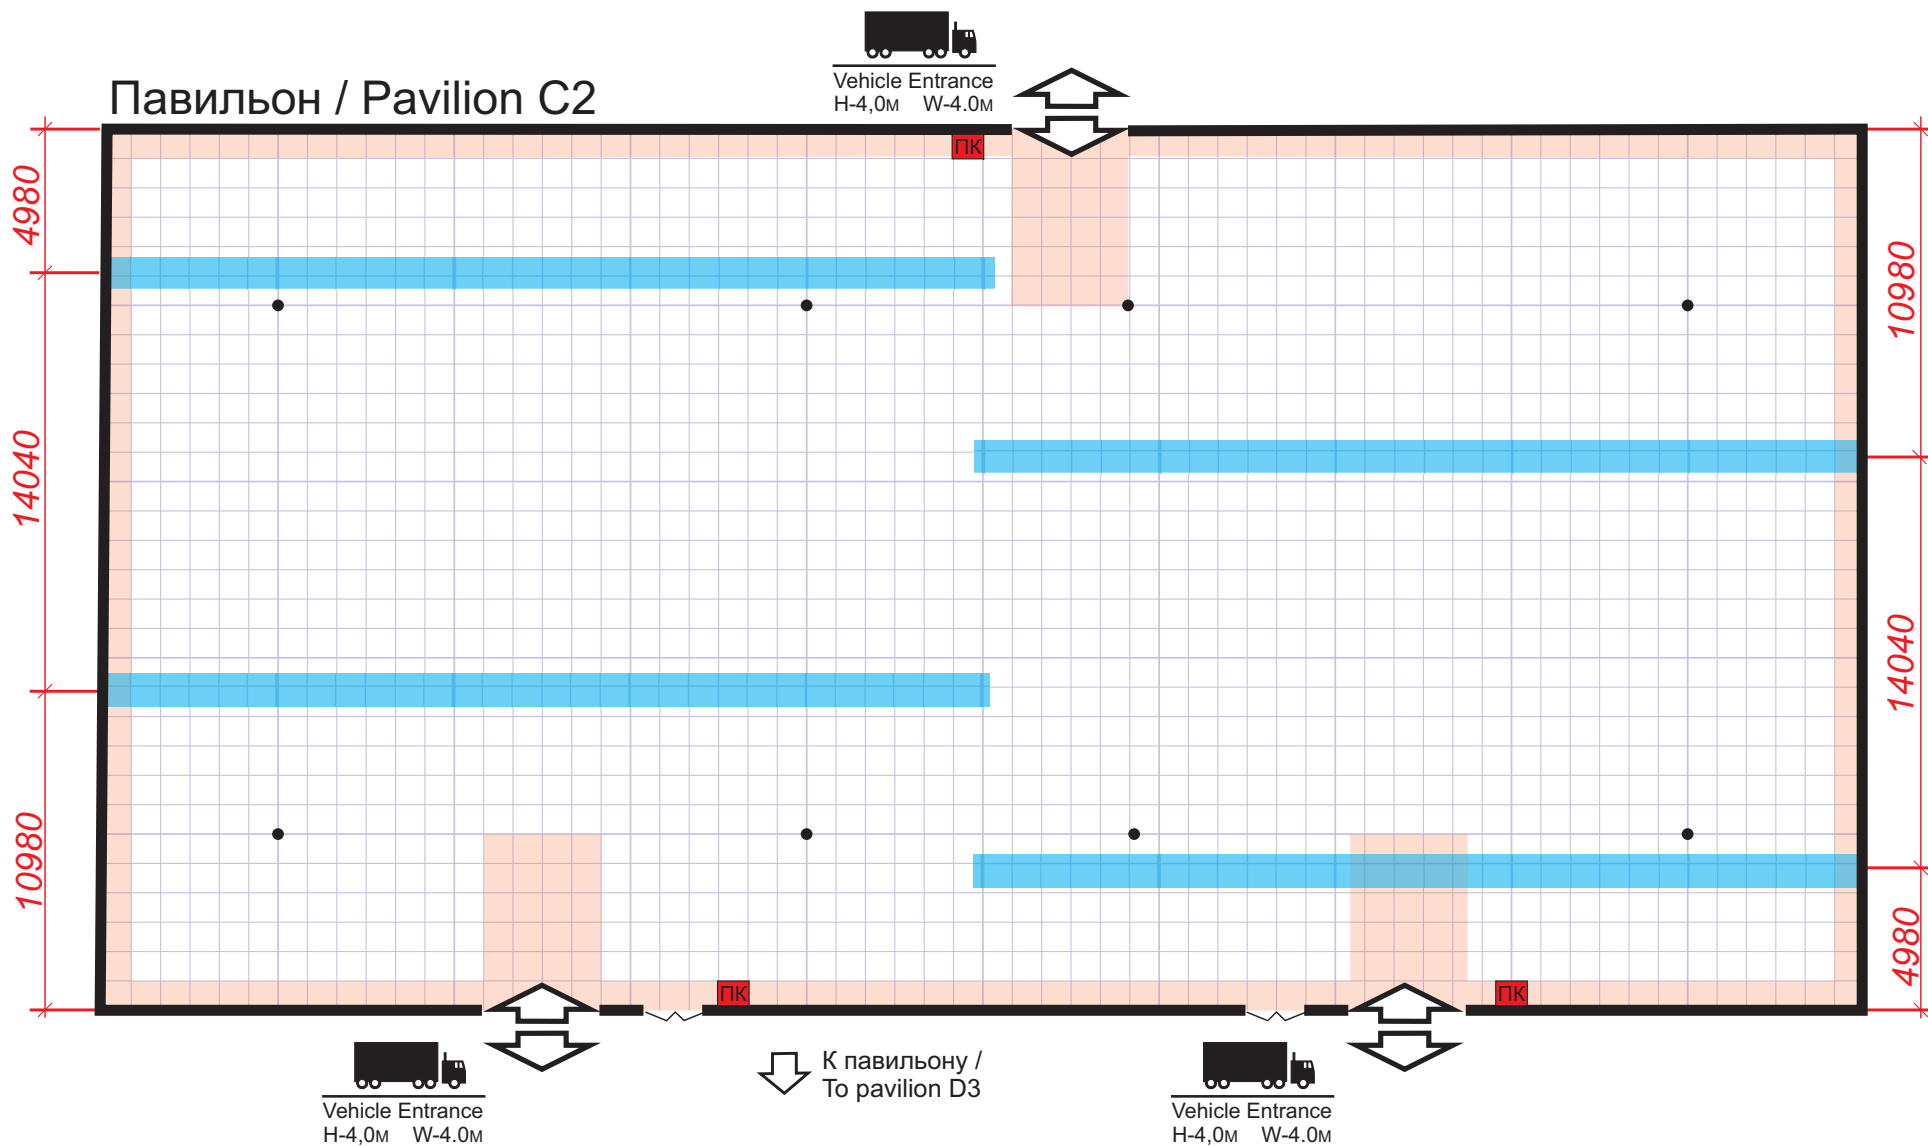 Vehicle Entrance
H-4,0м W-4.0м
Павильон / Pavilion C2
ПК
4980
14040
10980
10980
14040
4980
ПК
ПК
К павильону /
To pavilion D3
Vehicle Entrance
H-4,0м W-4.0м
Vehicle Entrance
H-4,0м W-4.0м